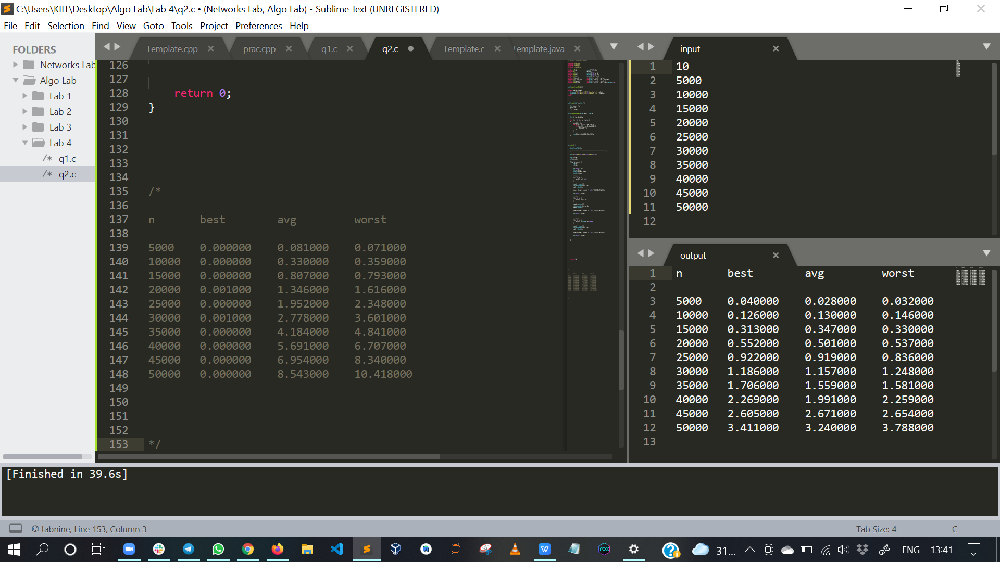 C:\Users\KIIT\Desktop\Algo Lab\Lab 4\q2.c • (Networks Lab, Algo Lab) - Sublime Text (UNREGISTERED)
File Edit Selection Find View Goto Tools Project Preferences Help
FOLDERS
Networks Lab
Algo Lab
Lab 1
Lab 2
Lab 3
Lab 4
/* q1.c
/* q2.c
Template.cpp × prac.cpp × q1.c × q2.c Template.c × Template.java ×
126
127
128 return 0;
129 }
130
131
132
133
134
135 /*
136
137 n best avg worst
138
139 5000 0.000000 0.081000 0.071000
140 10000 0.000000 0.330000 0.359000
141 15000 0.000000 0.807000 0.793000
142 20000 0.001000 1.346000 1.616000
143 25000 0.000000 1.952000 2.348000
144 30000 0.001000 2.778000 3.601000
145 35000 0.000000 4.184000 4.841000
146 40000 0.000000 5.691000 6.707000
147 45000 0.000000 6.954000 8.340000
148 50000 0.000000 8.543000 10.418000
149
150
151
152
153 */
input ×
1 10
2 5000
3 10000
4 15000
5 20000
6 25000
7 30000
8 35000
9 40000
10 45000
11 50000
12
output ×
1 n best avg worst
2
3 5000 0.040000 0.028000 0.032000
4 10000 0.126000 0.130000 0.146000
5 15000 0.313000 0.347000 0.330000
6 20000 0.552000 0.501000 0.537000
7 25000 0.922000 0.919000 0.836000
8 30000 1.186000 1.157000 1.248000
9 35000 1.706000 1.559000 1.581000
10 40000 2.269000 1.991000 2.259000
11 45000 2.605000 2.671000 2.654000
12 50000 3.411000 3.240000 3.788000
13
[Finished in 39.6s]
tabnine, Line 153, Column 3
Tab Size: 4
C
31... ENG 13:41